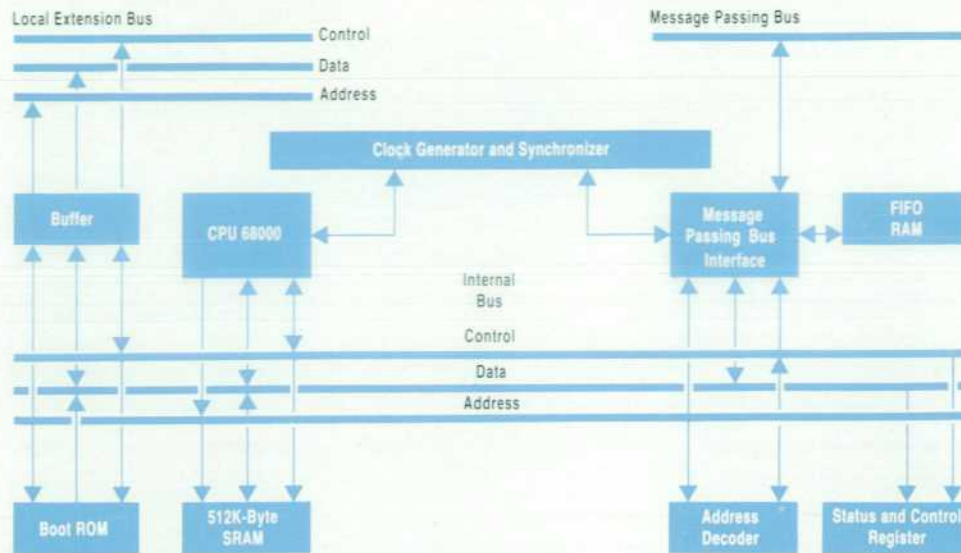 Local Extension Bus
Message Passing Bus
Control
Data
Address
Clock Generator and Synchronizer
Buffer
CPU 68000
Message
Passing Bus
Interface
FIFO
RAM
Internal
Bus
Control
Data
Address
Boot ROM
512K-Byte
SRAM
Address
Decoder
Status and Control
Register